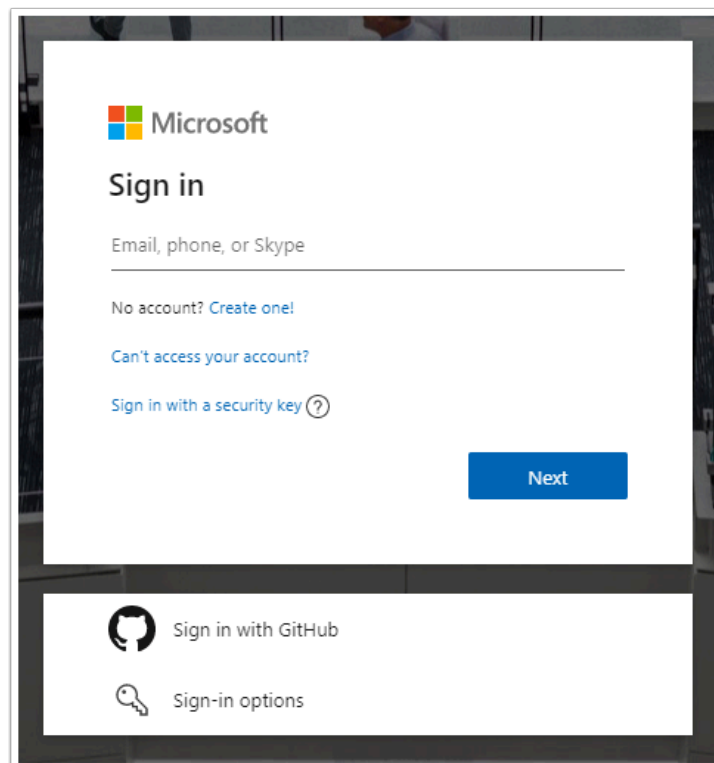 Microsoft
Sign in
Email, phone, or Skype
No account? Create one!
Can't access your account?
Sign in with a security key
Next
Sign in with GitHub
Sign-in options